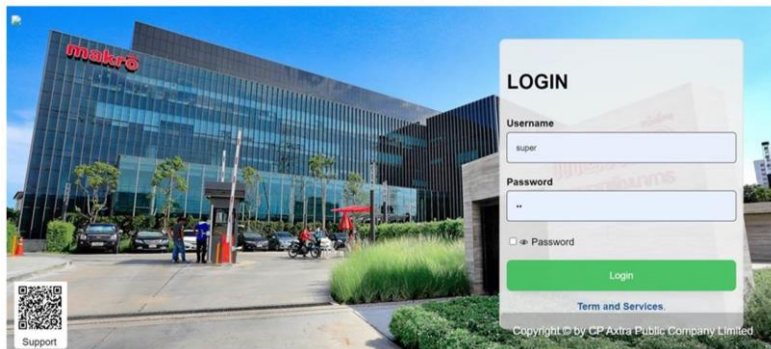 makro
LOGIN
Username
super
Password
••
Password
Login
Term and Services.
Support
Copyright © by CP Axtra Public Company Limited